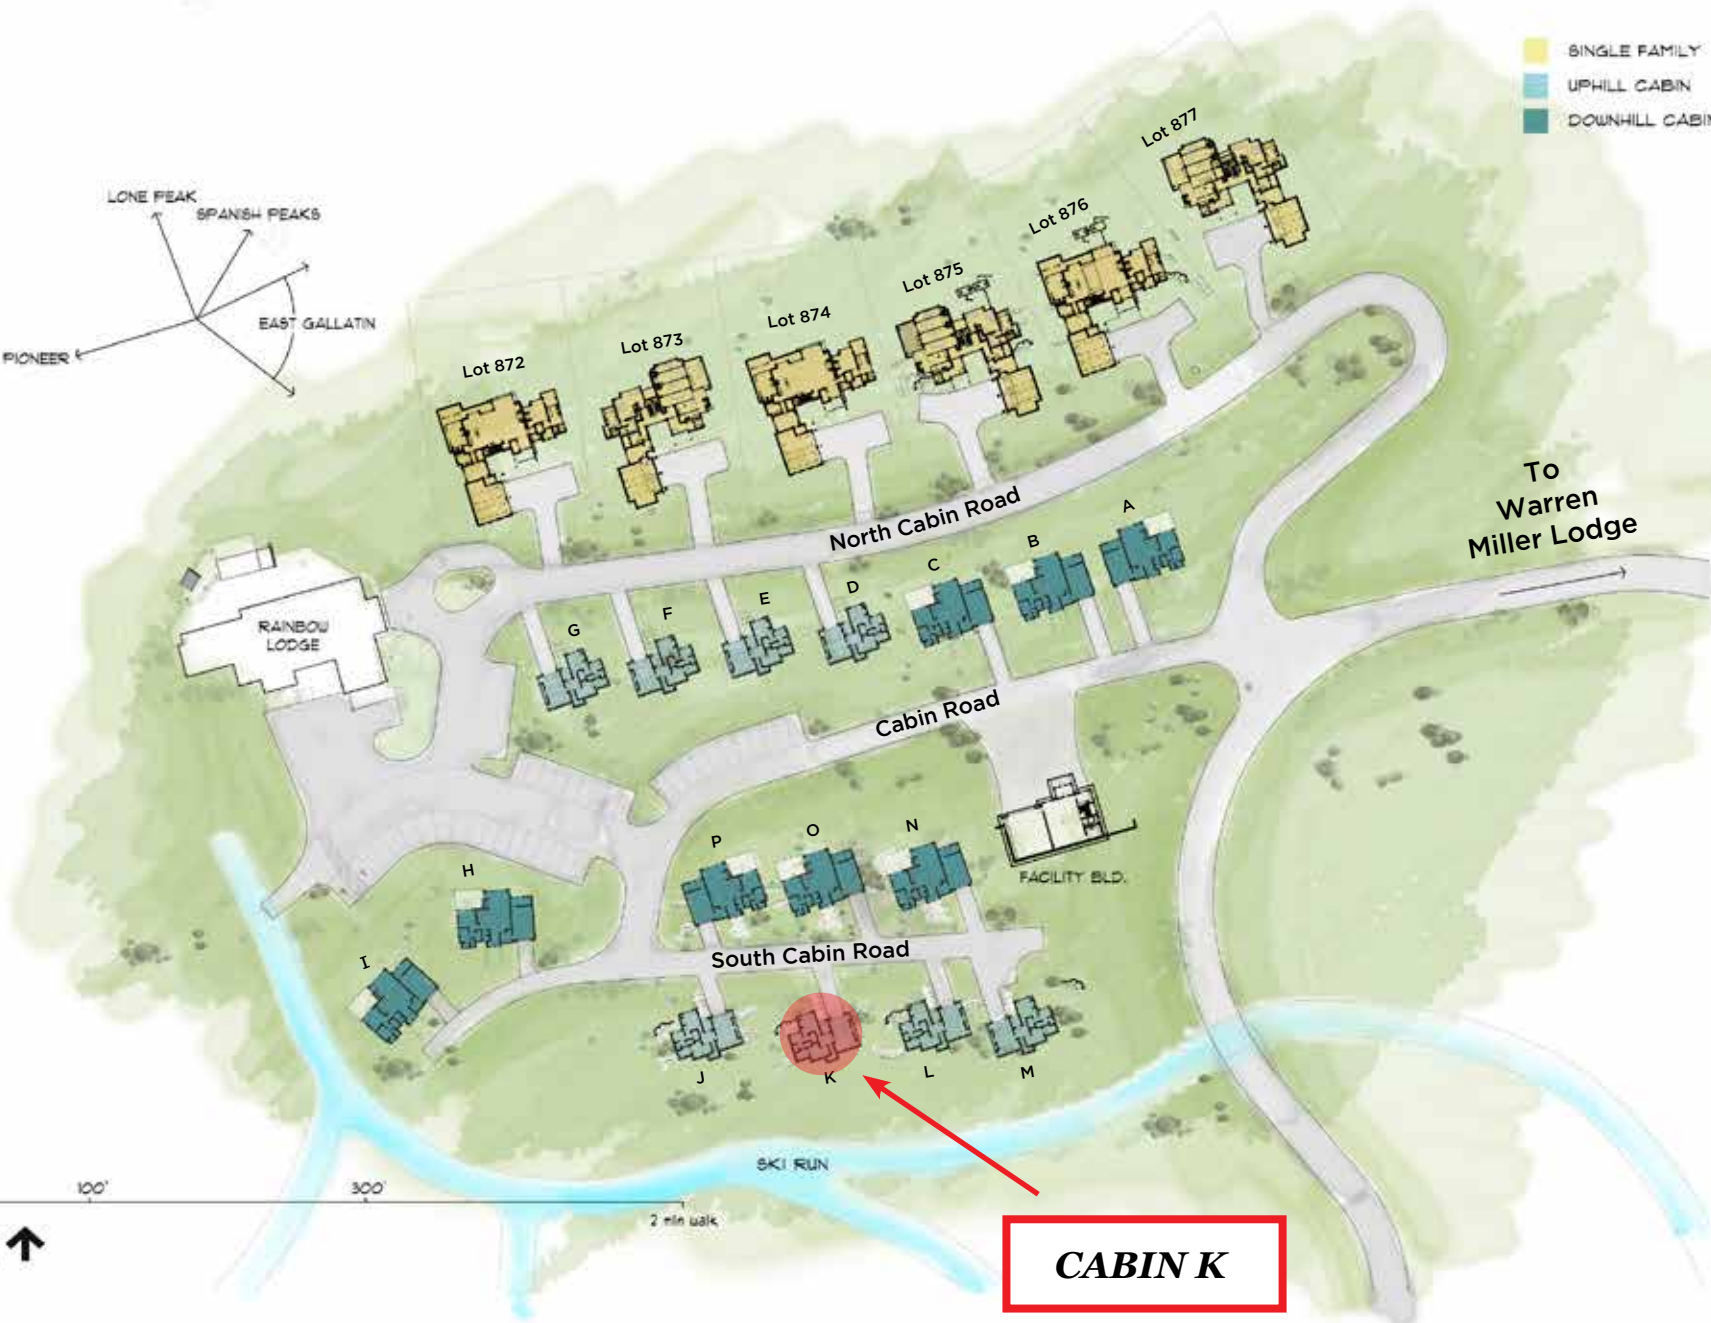 SINGLE FAMILY
UPHILL CABIN
DOWNHILL CABIN
LONE PEAK
SPANISH PEAKS
EAST GALLATIN
PIONEER
Lot 877
Lot 876
Lot 875
Lot 874
Lot 873
Lot 872
To
Warren
Miller Lodge
North Cabin Road
A
B
C
D
E
F
G
RAINBOW
LODGE
Cabin Road
P
O
N
FACILITY BLD.
H
I
South Cabin Road
J
K
L
M
SKI RUN
100'
300'
2 min walk
CABIN K